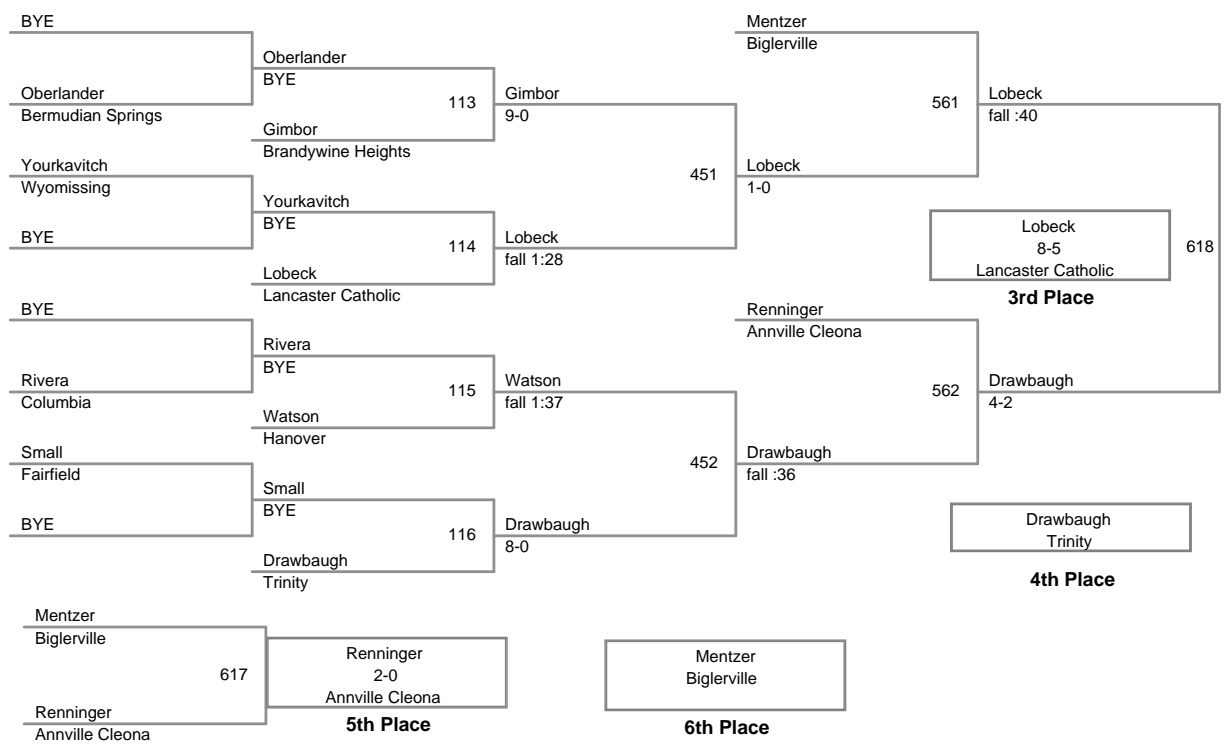 BYE
Oberlander
Bermudian Springs
Yourkavitch
Wyomissing
BYE
BYE
Rivera
Columbia
Small
Fairfield
BYE
Oberlander
BYE
113
Gimbor
Brandywine Heights
Yourkavitch
BYE
114
Lobeck
Lancaster Catholic
Rivera
BYE
115
Watson
Hanover
Small
BYE
116
Drawbaugh
Trinity
Gimbor
9-0
451
Lobeck
fall 1:28
Watson
fall 1:37
452
Drawbaugh
8-0
Mentzer
Biglerville
561
Lobeck
1-0
Renninger
Annville Cleona
562
Drawbaugh
fall :36
Lobeck
fall :40
618
Drawbaugh
4-2
Lobeck
8-5
Lancaster Catholic
3rd Place
Drawbaugh
Trinity
4th Place
Mentzer
Biglerville
617
Renninger
Annville Cleona
Renninger
2-0
Annville Cleona
5th Place
Mentzer
Biglerville
6th Place